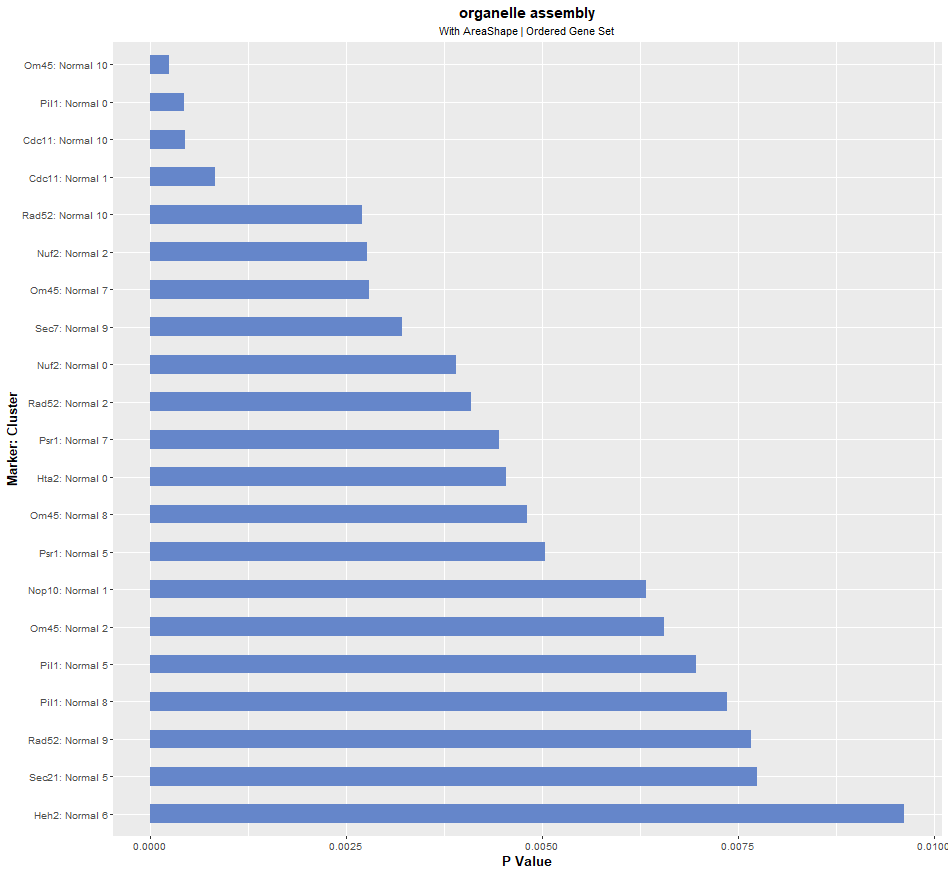 organelle assembly
With AreaShape | Ordered Gene Set
Marker: Cluster
Om45: Normal 10
Pil1: Normal 0
Cdc11: Normal 10
Cdc11: Normal 1
Rad52: Normal 10
Nuf2: Normal 2
Om45: Normal 7
Sec7: Normal 9
Nuf2: Normal 0
Rad52: Normal 2
Psr1: Normal 7
Hta2: Normal 0
Om45: Normal 8
Psr1: Normal 5
Nop10: Normal 1
Om45: Normal 2
Pil1: Normal 5
Pil1: Normal 8
Rad52: Normal 9
Sec21: Normal 5
Heh2: Normal 6
0.0000 0.0025 0.0050 0.0075 0.0100
P Value